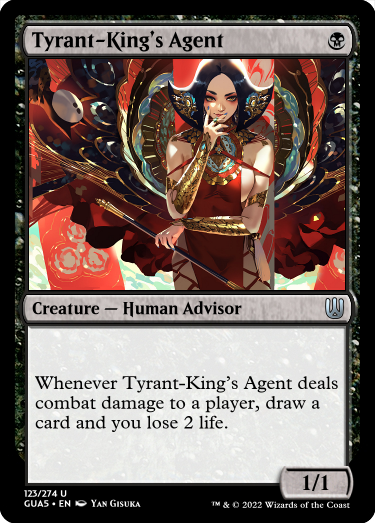 Tyrant-King's Agent
Creature — Human Advisor
Whenever Tyrant-King's Agent deals
combat damage to a player, draw a
card and you lose 2 life.
1/1
123/274 U
GUA5 • EN Yan Gisuka
™ & © 2022 Wizards of the Coast